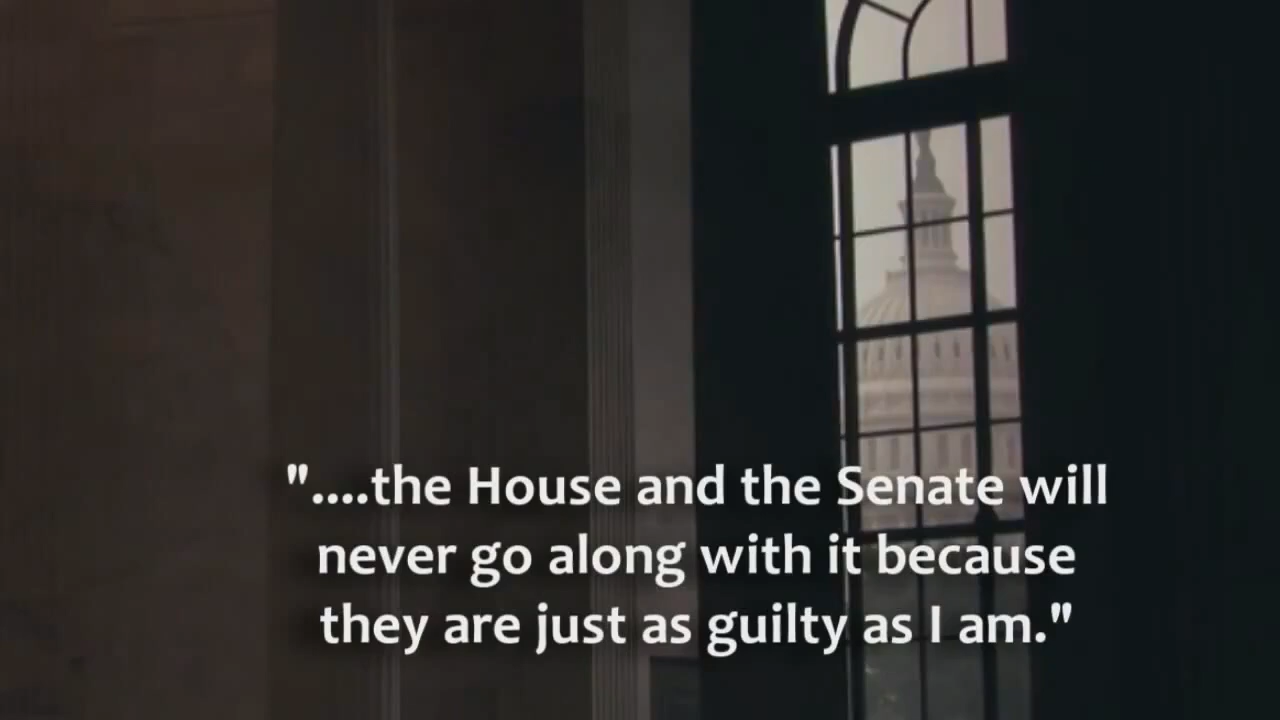 "....the House and the Senate will
never go along with it because
they are just as guilty as I am."